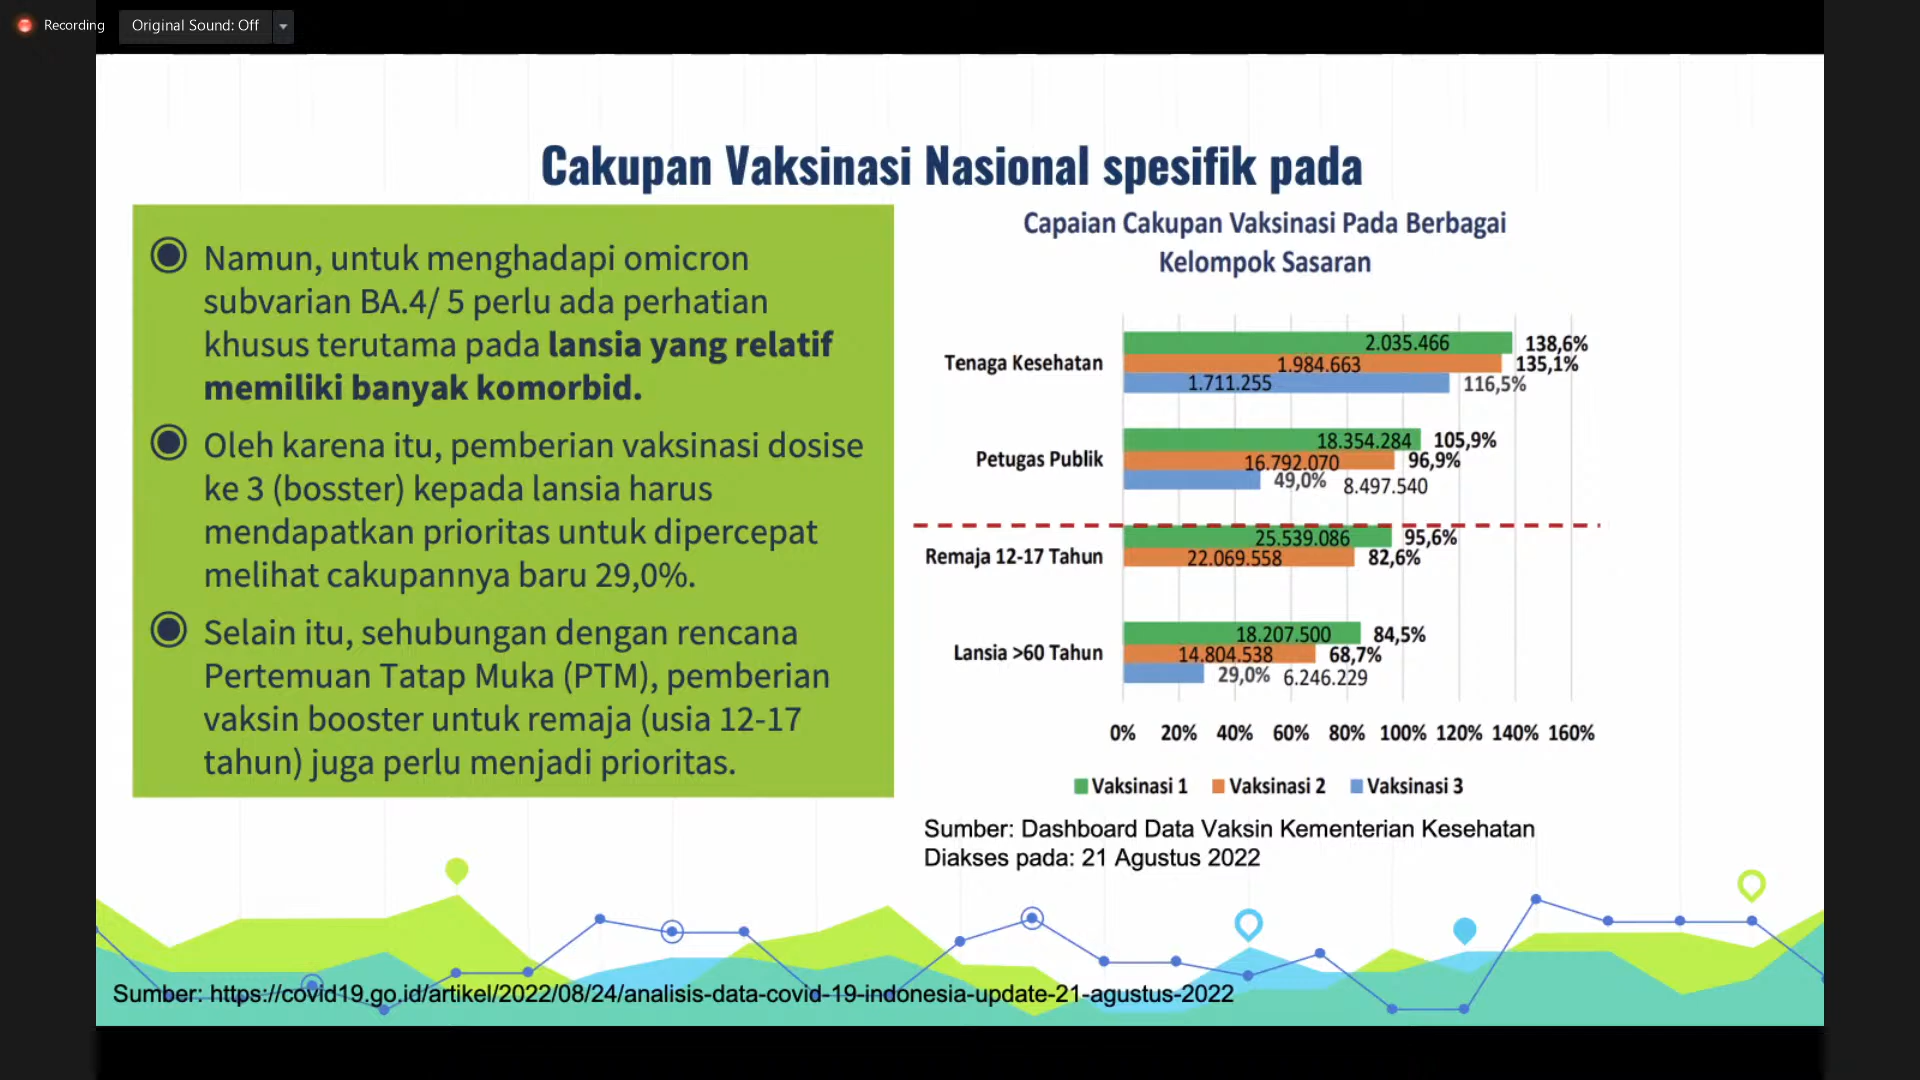 Recording
Original Sound: Off
Cakupan Vaksinasi Nasional spesifik pada
Namun, untuk menghadapi omicron
subvarian BA.4/ 5 perlu ada perhatian
khusus terutama pada lansia yang relatif
memiliki banyak komorbid.
Oleh karena itu, pemberian vaksinasi dosise
ke 3 (bosster) kepada lansia harus
mendapatkan prioritas untuk dipercepat
melihat cakupannya baru 29,0%.
Selain itu, sehubungan dengan rencana
Pertemuan Tatap Muka (PTM), pemberian
vaksin booster untuk remaja (usia 12-17
tahun) juga perlu menjadi prioritas.
Capaian Cakupan Vaksinasi Pada Berbagai
Kelompok Sasaran
Tenaga Kesehatan
2.035.466 138,6%
1.984.663 135,1%
1.711.255 116,5%
Petugas Publik
18.354.284 105,9%
16.792.070 96,9%
49,0% 8.497.540
Remaja 12-17 Tahun
25.539.086 95,6%
22.069.558 82,6%
Lansia >60 Tahun
18.207.500 84,5%
14.804.538 68,7%
29,0% 6.246.229
0% 20% 40% 60% 80% 100% 120% 140% 160%
Vaksinasi 1 Vaksinasi 2 Vaksinasi 3
Sumber: Dashboard Data Vaksin Kementerian Kesehatan
Diakses pada: 21 Agustus 2022
Sumber: https://covid19.go.id/artikel/2022/08/24/analisis-data-covid-19-indonesia-update-21-agustus-2022